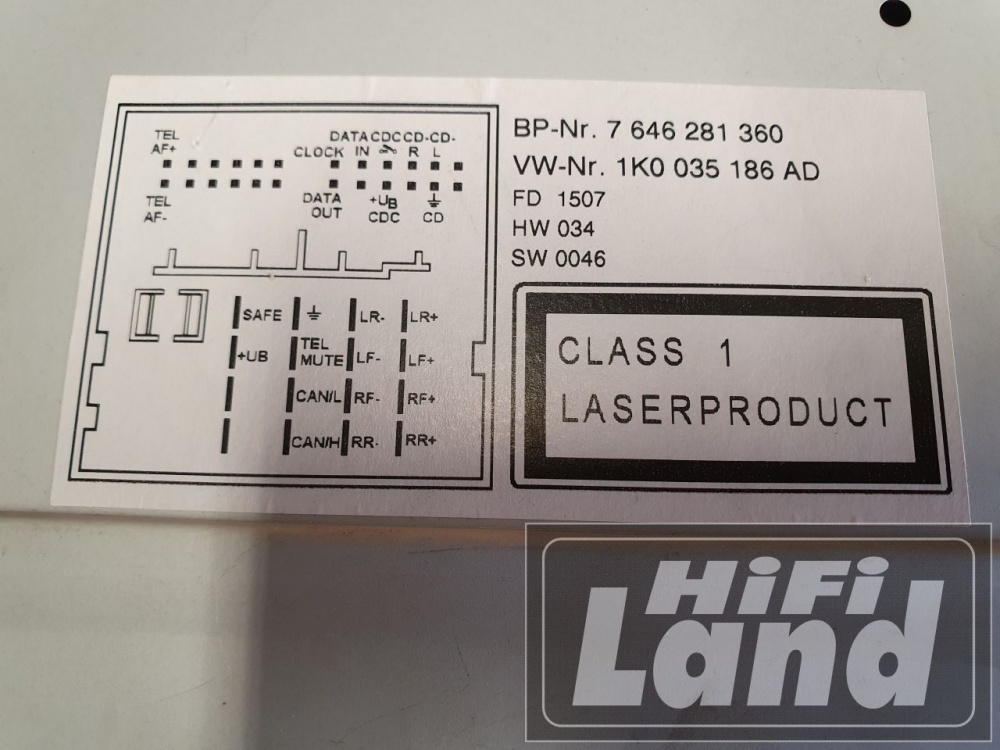 TEL DATA CDC CD- CD-
AF+ CLOCK IN R L
TEL DATA +UB
AF- OUT CDC CD
SAFE LR- LR+
+UB TEL MUTE LF- LF+
CAN/L RF- RF+
CAN/H RR- RR+
BP-Nr. 7 646 281 360
VW-Nr. 1K0 035 186 AD
FD 1507
HW 034
SW 0046
CLASS 1
LASERPRODUCT
HiFi
Land